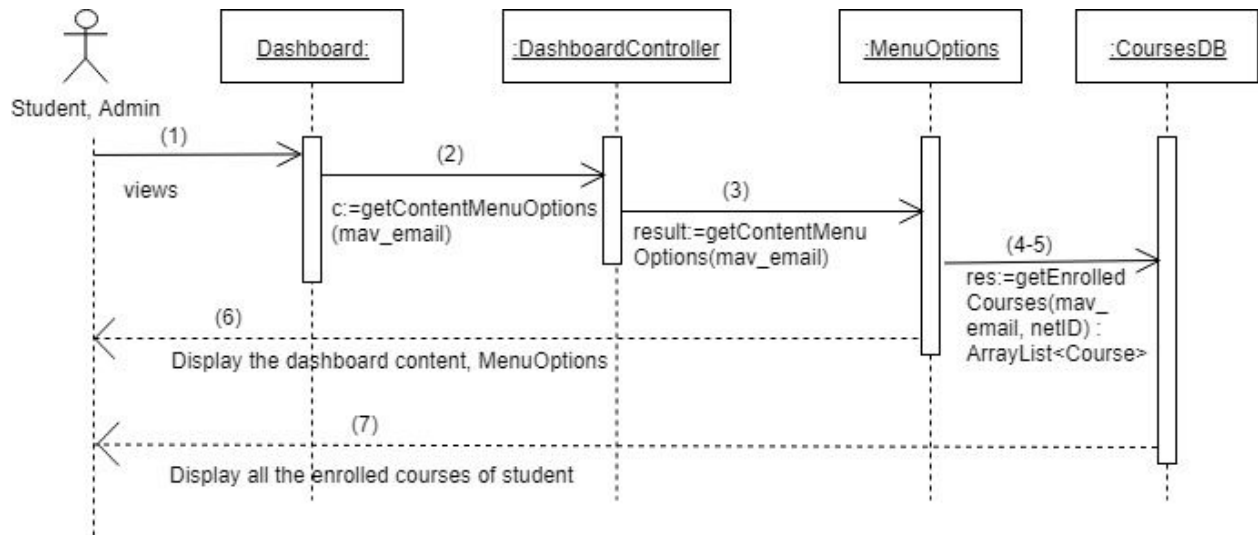 Dashboard:
:DashboardController
:MenuOptions
:CoursesDB
Student, Admin
(1)
views
(2)
c:=getContentMenuOptions
(mav_email)
(3)
result:=getContentMenu
Options(mav_email)
(4-5)
res:=getEnrolled
Courses(mav_
email, netID) :
ArrayList<Course>
(6)
Display the dashboard content, MenuOptions
(7)
Display all the enrolled courses of student